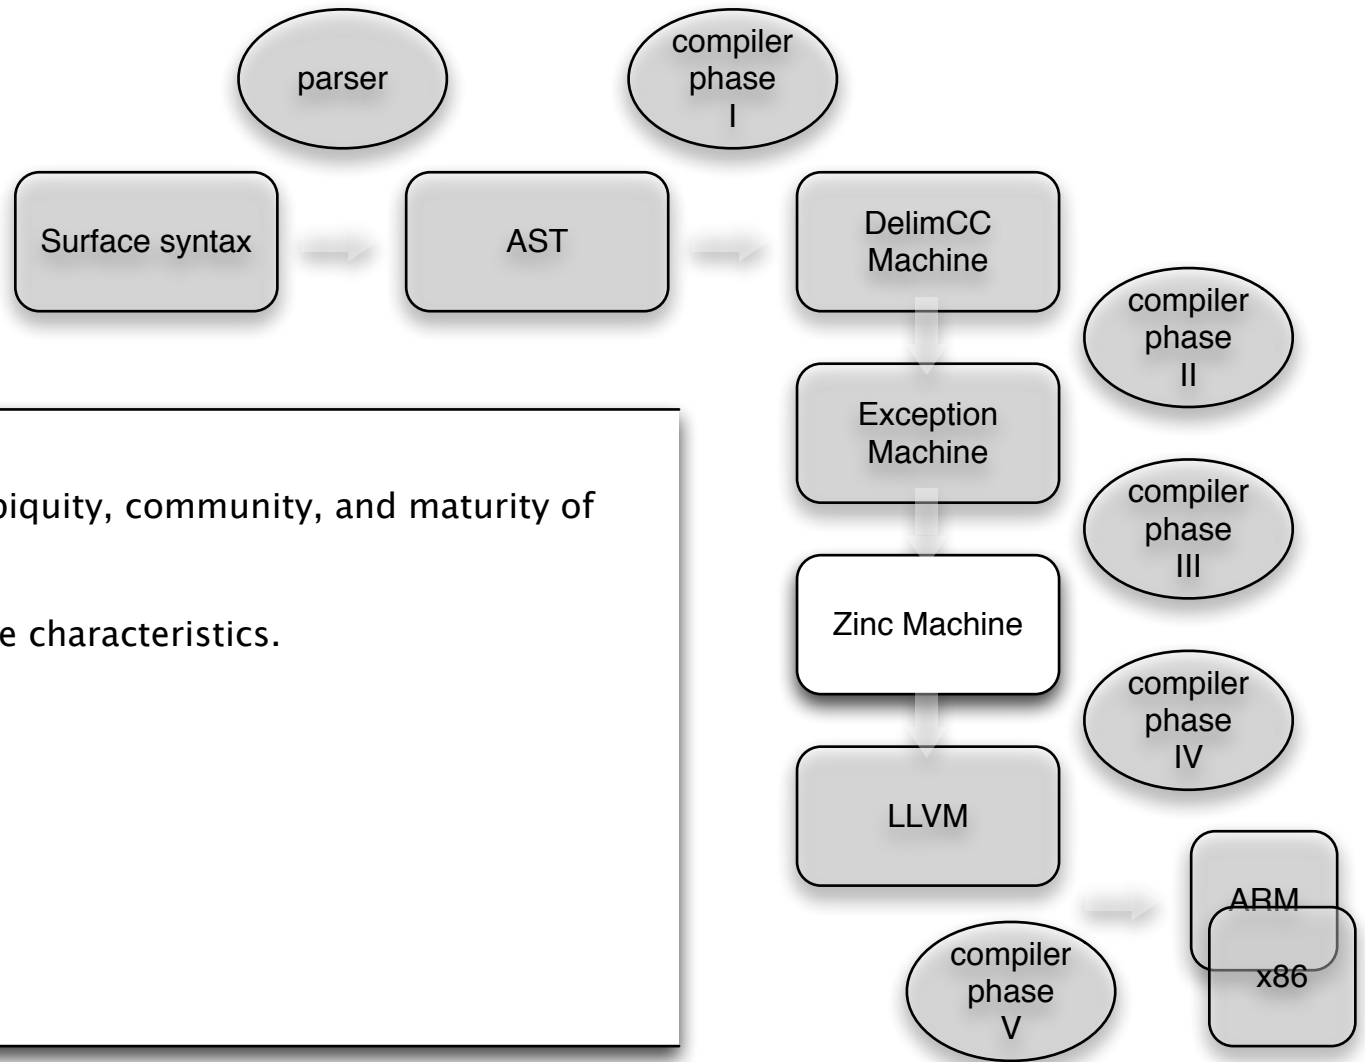 parser
compiler
phase
I
Surface syntax
AST
DelimCC
Machine
compiler
phase
II
Exception
Machine
compiler
phase
III
Zinc Machine
compiler
phase
IV
LLVM
compiler
phase
V
ARM
x86
community, and maturity of
characteristics.